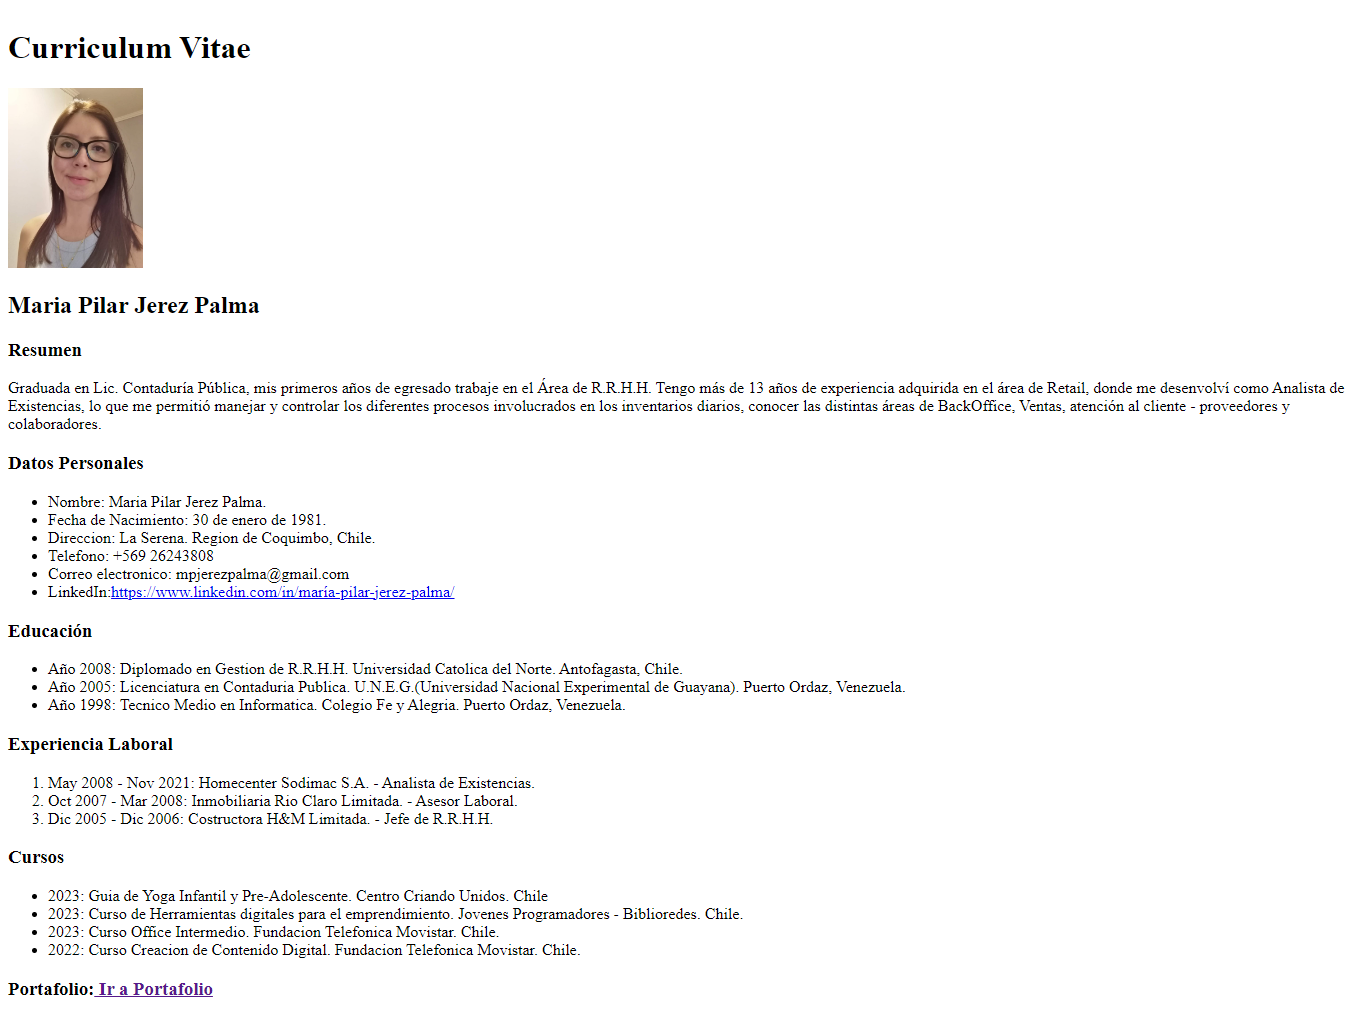 Curriculum Vitae
Maria Pilar Jerez Palma
Resumen
Graduada en Lic. Contaduría Pública, mis primeros años de egresado trabaje en el Área de R.R.H.H. Tengo más de 13 años de experiencia adquirida en el área de Retail, donde me desenvolví como Analista de
Existencias, lo que me permitió manejar y controlar los diferentes procesos involucrados en los inventarios diarios, conocer las distintas áreas de BackOffice, Ventas, atención al cliente - proveedores y
colaboradores.
Datos Personales
• Nombre: Maria Pilar Jerez Palma.
• Fecha de Nacimiento: 30 de enero de 1981.
• Direccion: La Serena. Region de Coquimbo, Chile.
• Telefono: +569 26243808
• Correo electronico: mpjerezpalma@gmail.com
• LinkedIn:https://www.linkedin.com/in/maría-pilar-jerez-palma/
Educación
• Año 2008: Diplomado en Gestion de R.R.H.H. Universidad Catolica del Norte. Antofagasta, Chile.
• Año 2005: Licenciatura en Contaduria Publica. U.N.E.G.(Universidad Nacional Experimental de Guayana). Puerto Ordaz, Venezuela.
• Año 1998: Tecnico Medio en Informatica. Colegio Fe y Alegria. Puerto Ordaz, Venezuela.
Experiencia Laboral
1. May 2008 - Nov 2021: Homecenter Sodimac S.A. - Analista de Existencias.
2. Oct 2007 - Mar 2008: Inmobiliaria Rio Claro Limitada. - Asesor Laboral.
3. Dic 2005 - Dic 2006: Costructora H&M Limitada. - Jefe de R.R.H.H.
Cursos
• 2023: Guia de Yoga Infantil y Pre-Adolescente. Centro Criando Unidos. Chile
• 2023: Curso de Herramientas digitales para el emprendimiento. Jovenes Programadores - Biblioredes. Chile.
• 2023: Curso Office Intermedio. Fundacion Telefonica Movistar. Chile.
• 2022: Curso Creacion de Contenido Digital. Fundacion Telefonica Movistar. Chile.
Portafolio: Ir a Portafolio